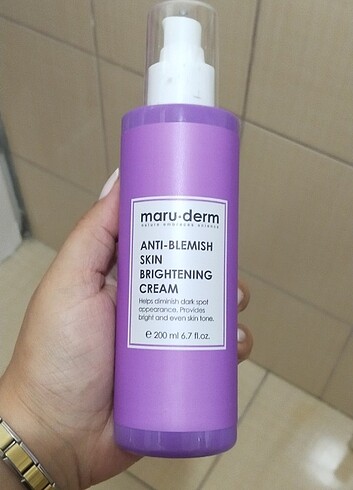 maru·derm
nature embraces science
ANTI-BLEMISH
SKIN
BRIGHTENING
CREAM
Helps diminish dark spot
appearance. Provides
bright and even skin tone.
e 200 ml 6.7 fl.oz.